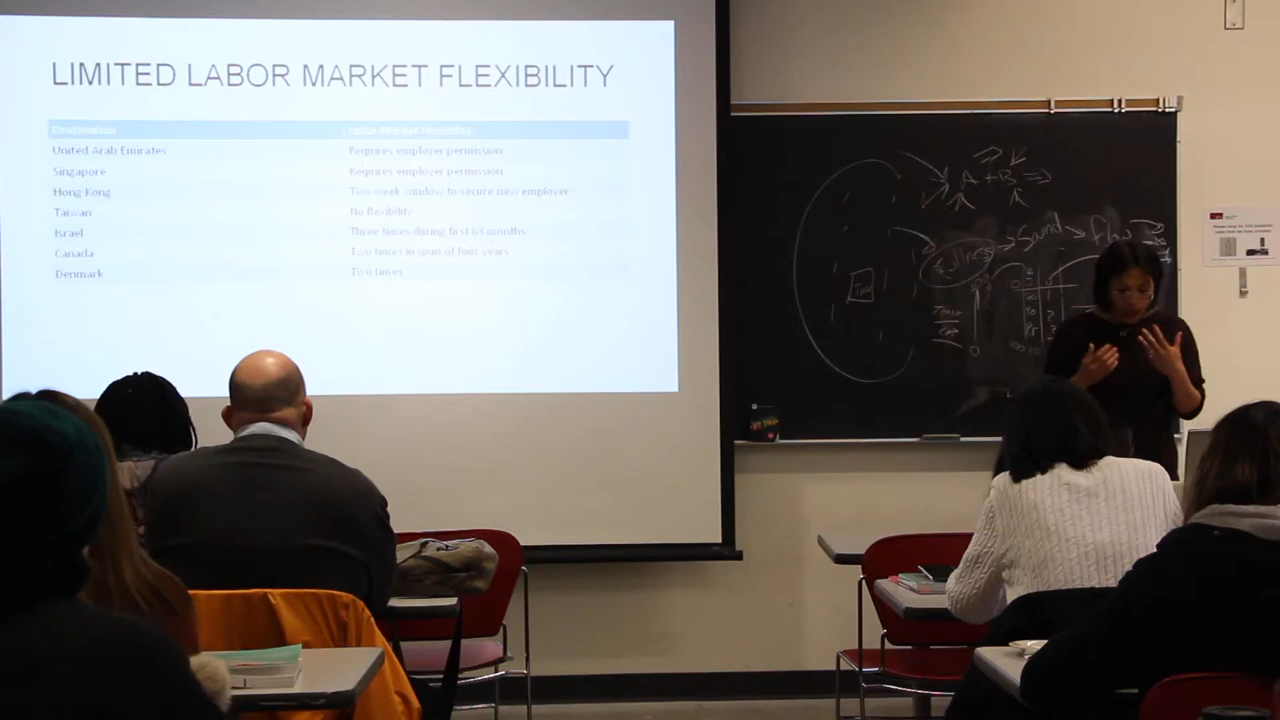 LIMITED LABOR MARKET FLEXIBILITY
Destination Labor Market Flexibility
United Arab Emirates Requires employer permission
Singapore Requires employer permission
Hong Kong Two week window to secure new employer
Taiwan No flexibility
Israel Three times during first 63 months
Canada Two times in span of four years
Denmark Two times
A + B ⇒
Sound
0